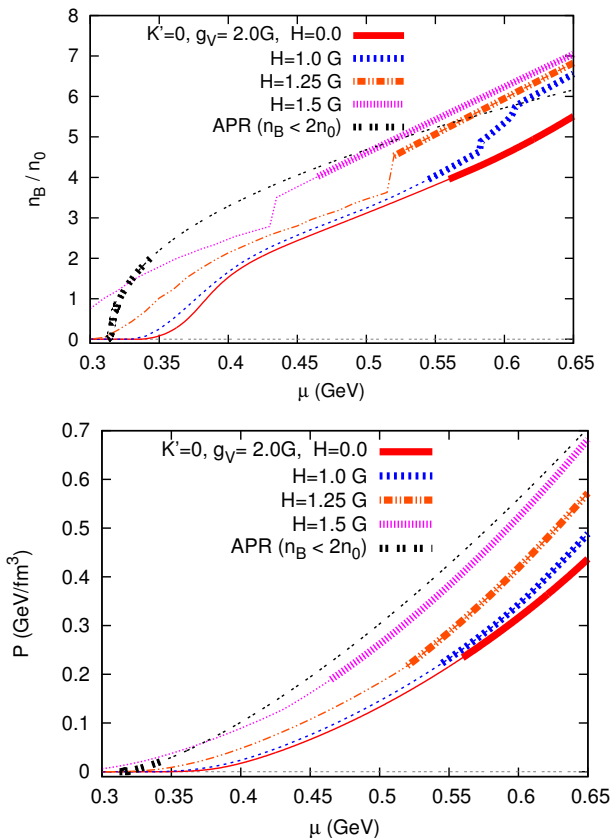 8
7
6
5
4
3
2
1
0
n_B / n_0
K'=0, g_V= 2.0G, H=0.0
H=1.0 G
H=1.25 G
H=1.5 G
APR (n_B < 2n_0)
0.3 0.35 0.4 0.45 0.5 0.55 0.6 0.65
μ (GeV)
0.7
0.6
0.5
0.4
0.3
0.2
0.1
0
P (GeV/fm³)
K'=0, g_V= 2.0G, H=0.0
H=1.0 G
H=1.25 G
H=1.5 G
APR (n_B < 2n_0)
0.3 0.35 0.4 0.45 0.5 0.55 0.6 0.65
μ (GeV)